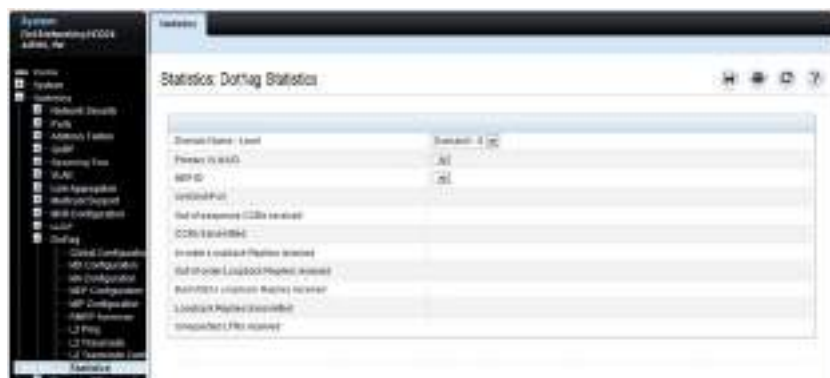 System
Dell Networking N3024
admin, r/w
Home
System
Statistics
Network Security
Ports
Address Tables
GARP
Spanning Tree
VLAN
Link Aggregation
Multicast Support
MRP Configuration
Dot1ag
Global Configuration
MD Configuration
MA Configuration
MEP Configuration
MIP Configuration
RMEP Summary
L2 Ping
L2 Traceroute
L2 Traceroute
Statistics
Statistics
Statistics: Dot1ag Statistics
Domain Name - Level
Domain1 - 0
Primary VLAN ID
MEP ID
Unit/Slot/Port
Out of sequence CCMs received
CCMs transmitted
In order Loopback Replies received
Out of order Loopback Replies received
Bad MSDU Loopback Replies received
Loopback Replies transmitted
Unexpected LTRs received